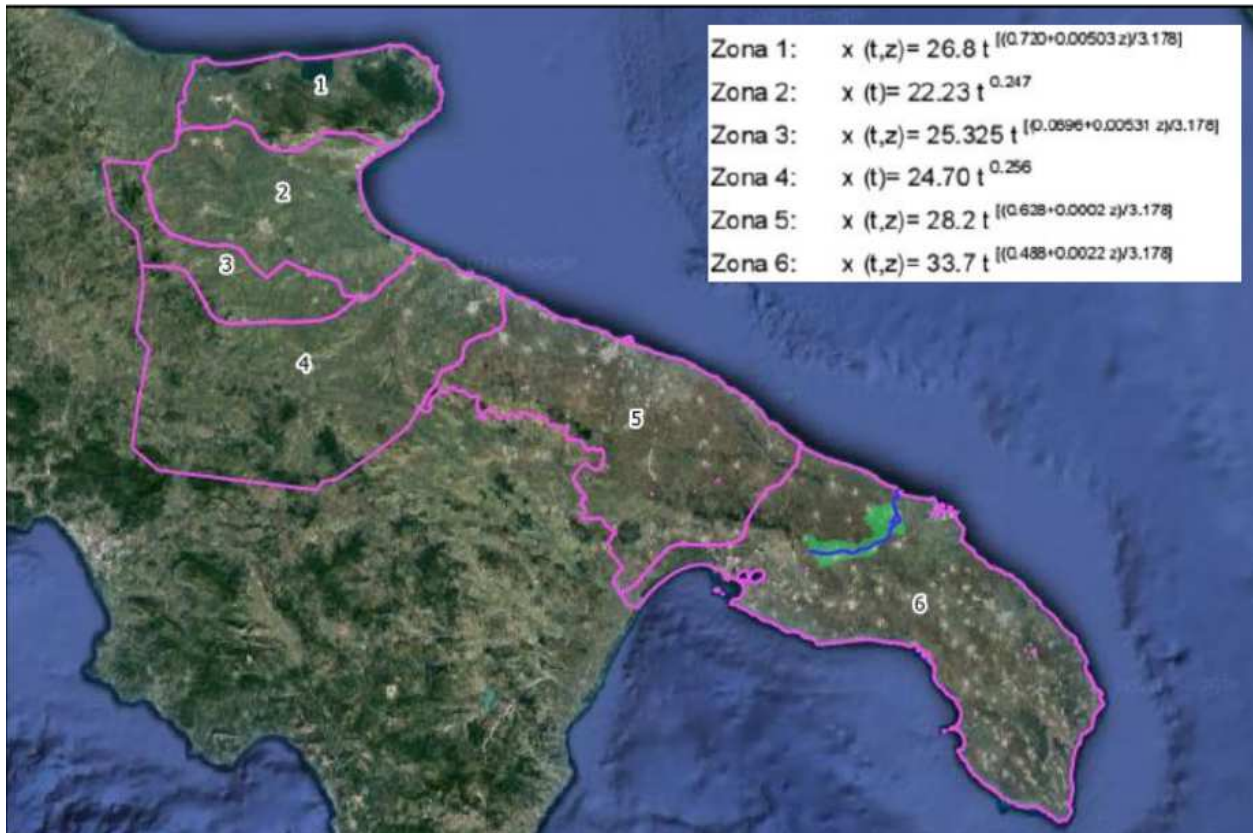 Zona 1: x (t,z)= 26.8 t [(0.720+0.00503 z)/3.178]
Zona 2: x (t)= 22.23 t 0.247
Zona 3: x (t,z)= 25.325 t [(0.0696+0.00531 z)/3.178]
Zona 4: x (t)= 24.70 t 0.256
Zona 5: x (t,z)= 28.2 t [(0.628+0.0002 z)/3.178]
Zona 6: x (t,z)= 33.7 t [(0.488+0.0022 z)/3.178]
1
2
3
4
5
6